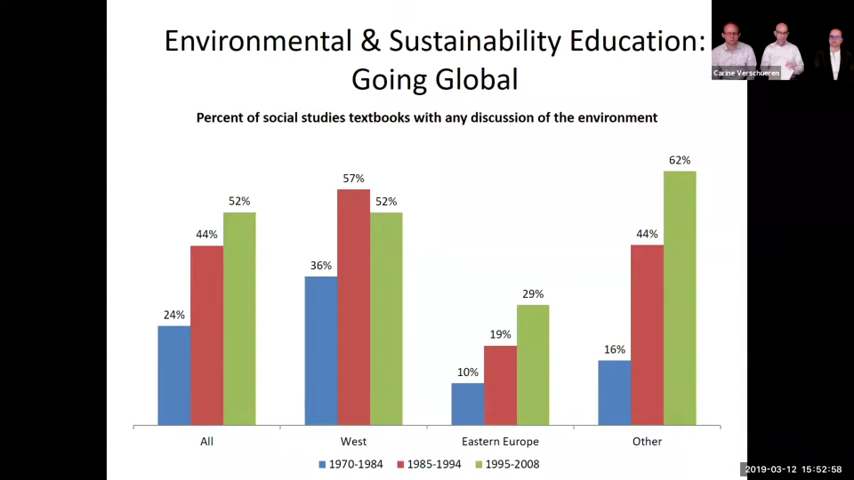 Environmental & Sustainability Education:
Going Global
Carine Verschueren
Percent of social studies textbooks with any discussion of the environment
24%
44%
52%
36%
57%
52%
10%
19%
29%
16%
44%
62%
All
West
Eastern Europe
Other
1970-1984
1985-1994
1995-2008
2019-03-12 15:52:58